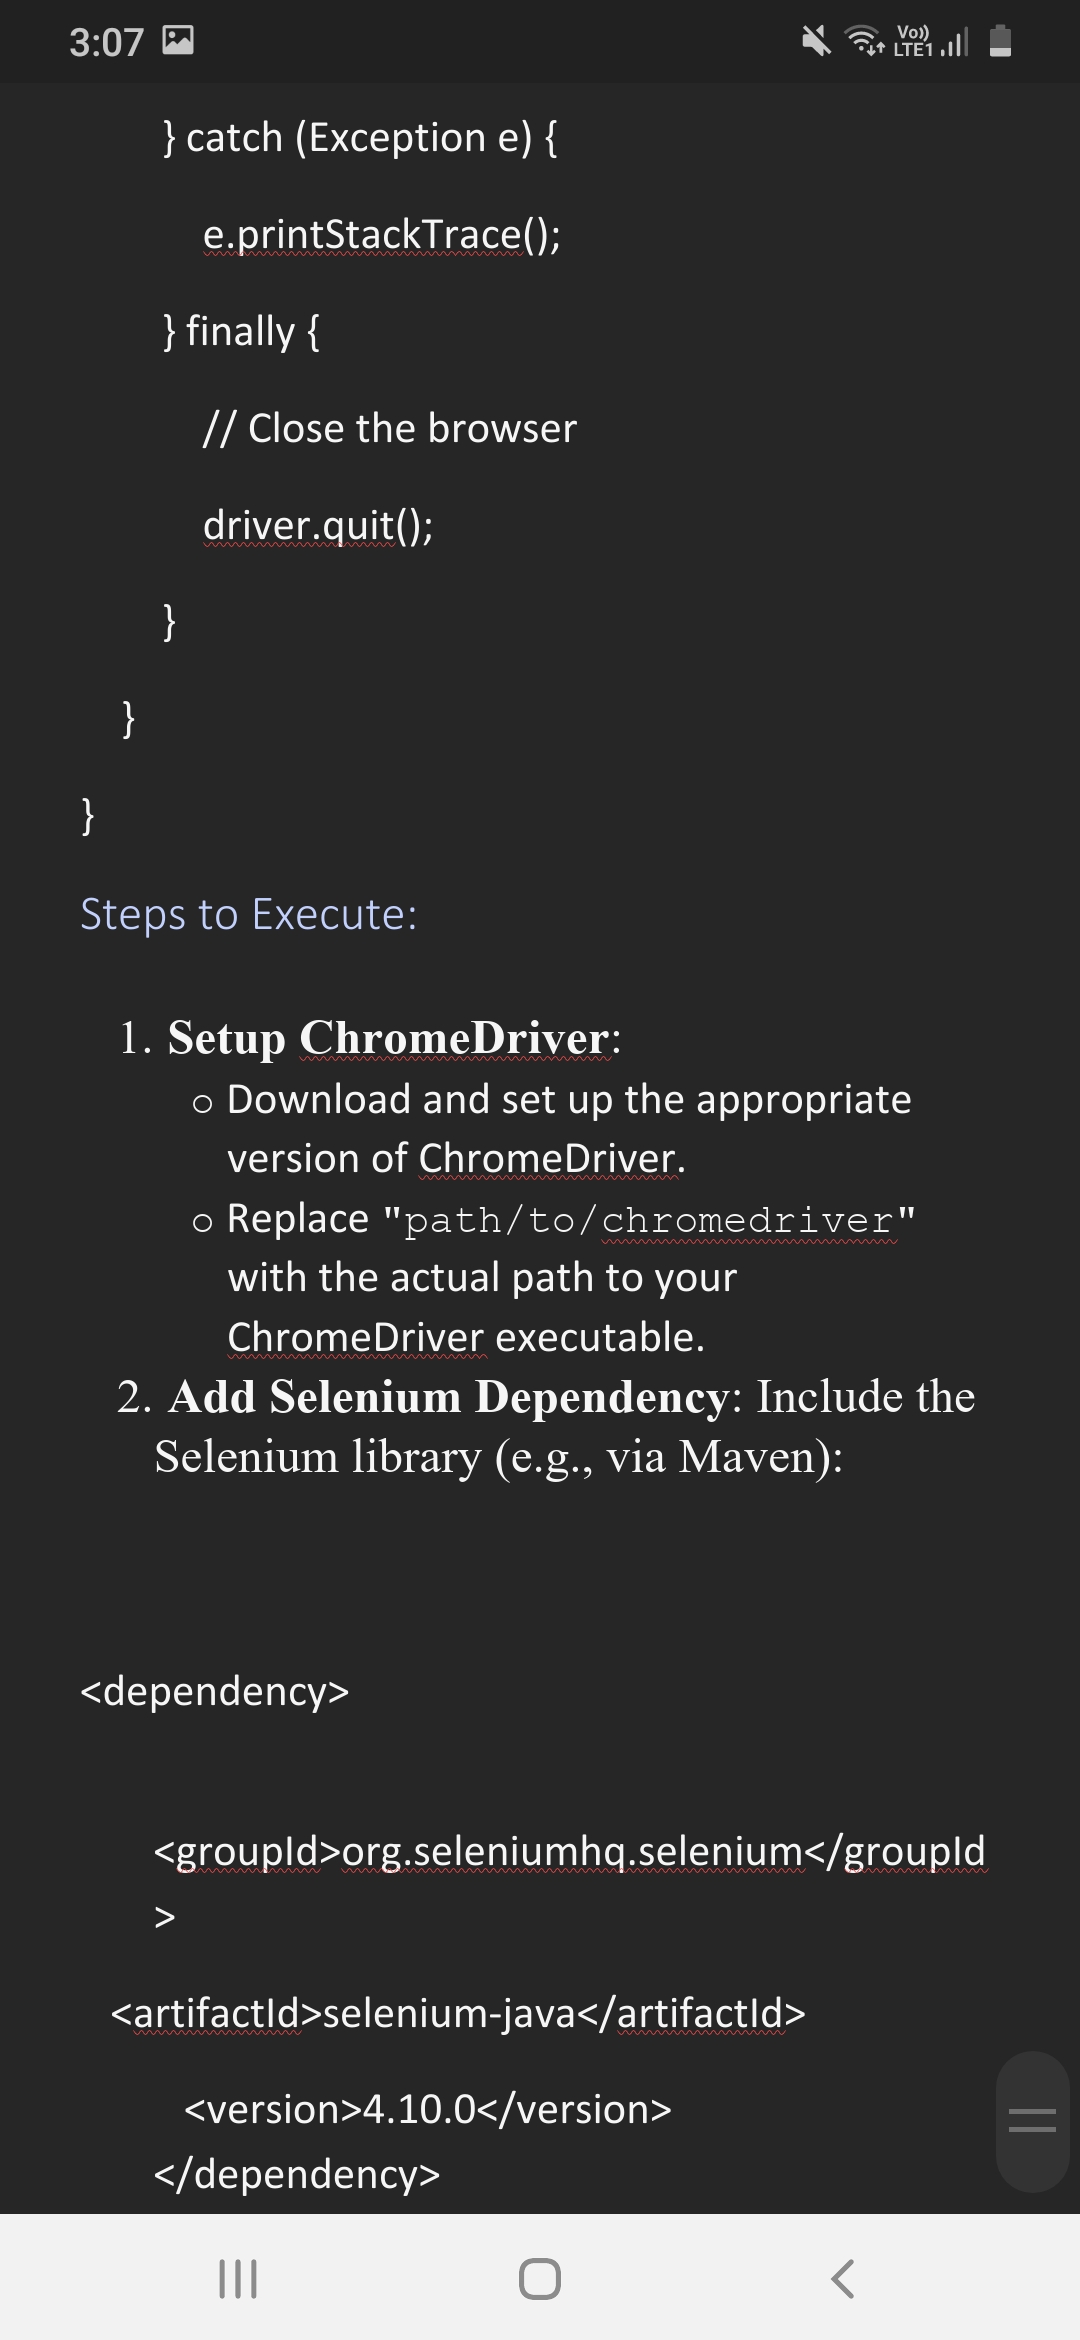 3:07
Vo)) LTE1
} catch (Exception e) {
e.printStackTrace();
} finally {
// Close the browser
driver.quit();
}
}
}
Steps to Execute:
1. Setup ChromeDriver:
o Download and set up the appropriate
version of ChromeDriver.
o Replace "path/to/chromedriver"
with the actual path to your
ChromeDriver executable.
2. Add Selenium Dependency: Include the
Selenium library (e.g., via Maven):
<dependency>
<groupId>org.seleniumhq.selenium</groupId
>
<artifactId>selenium-java</artifactId>
<version>4.10.0</version>
</dependency>